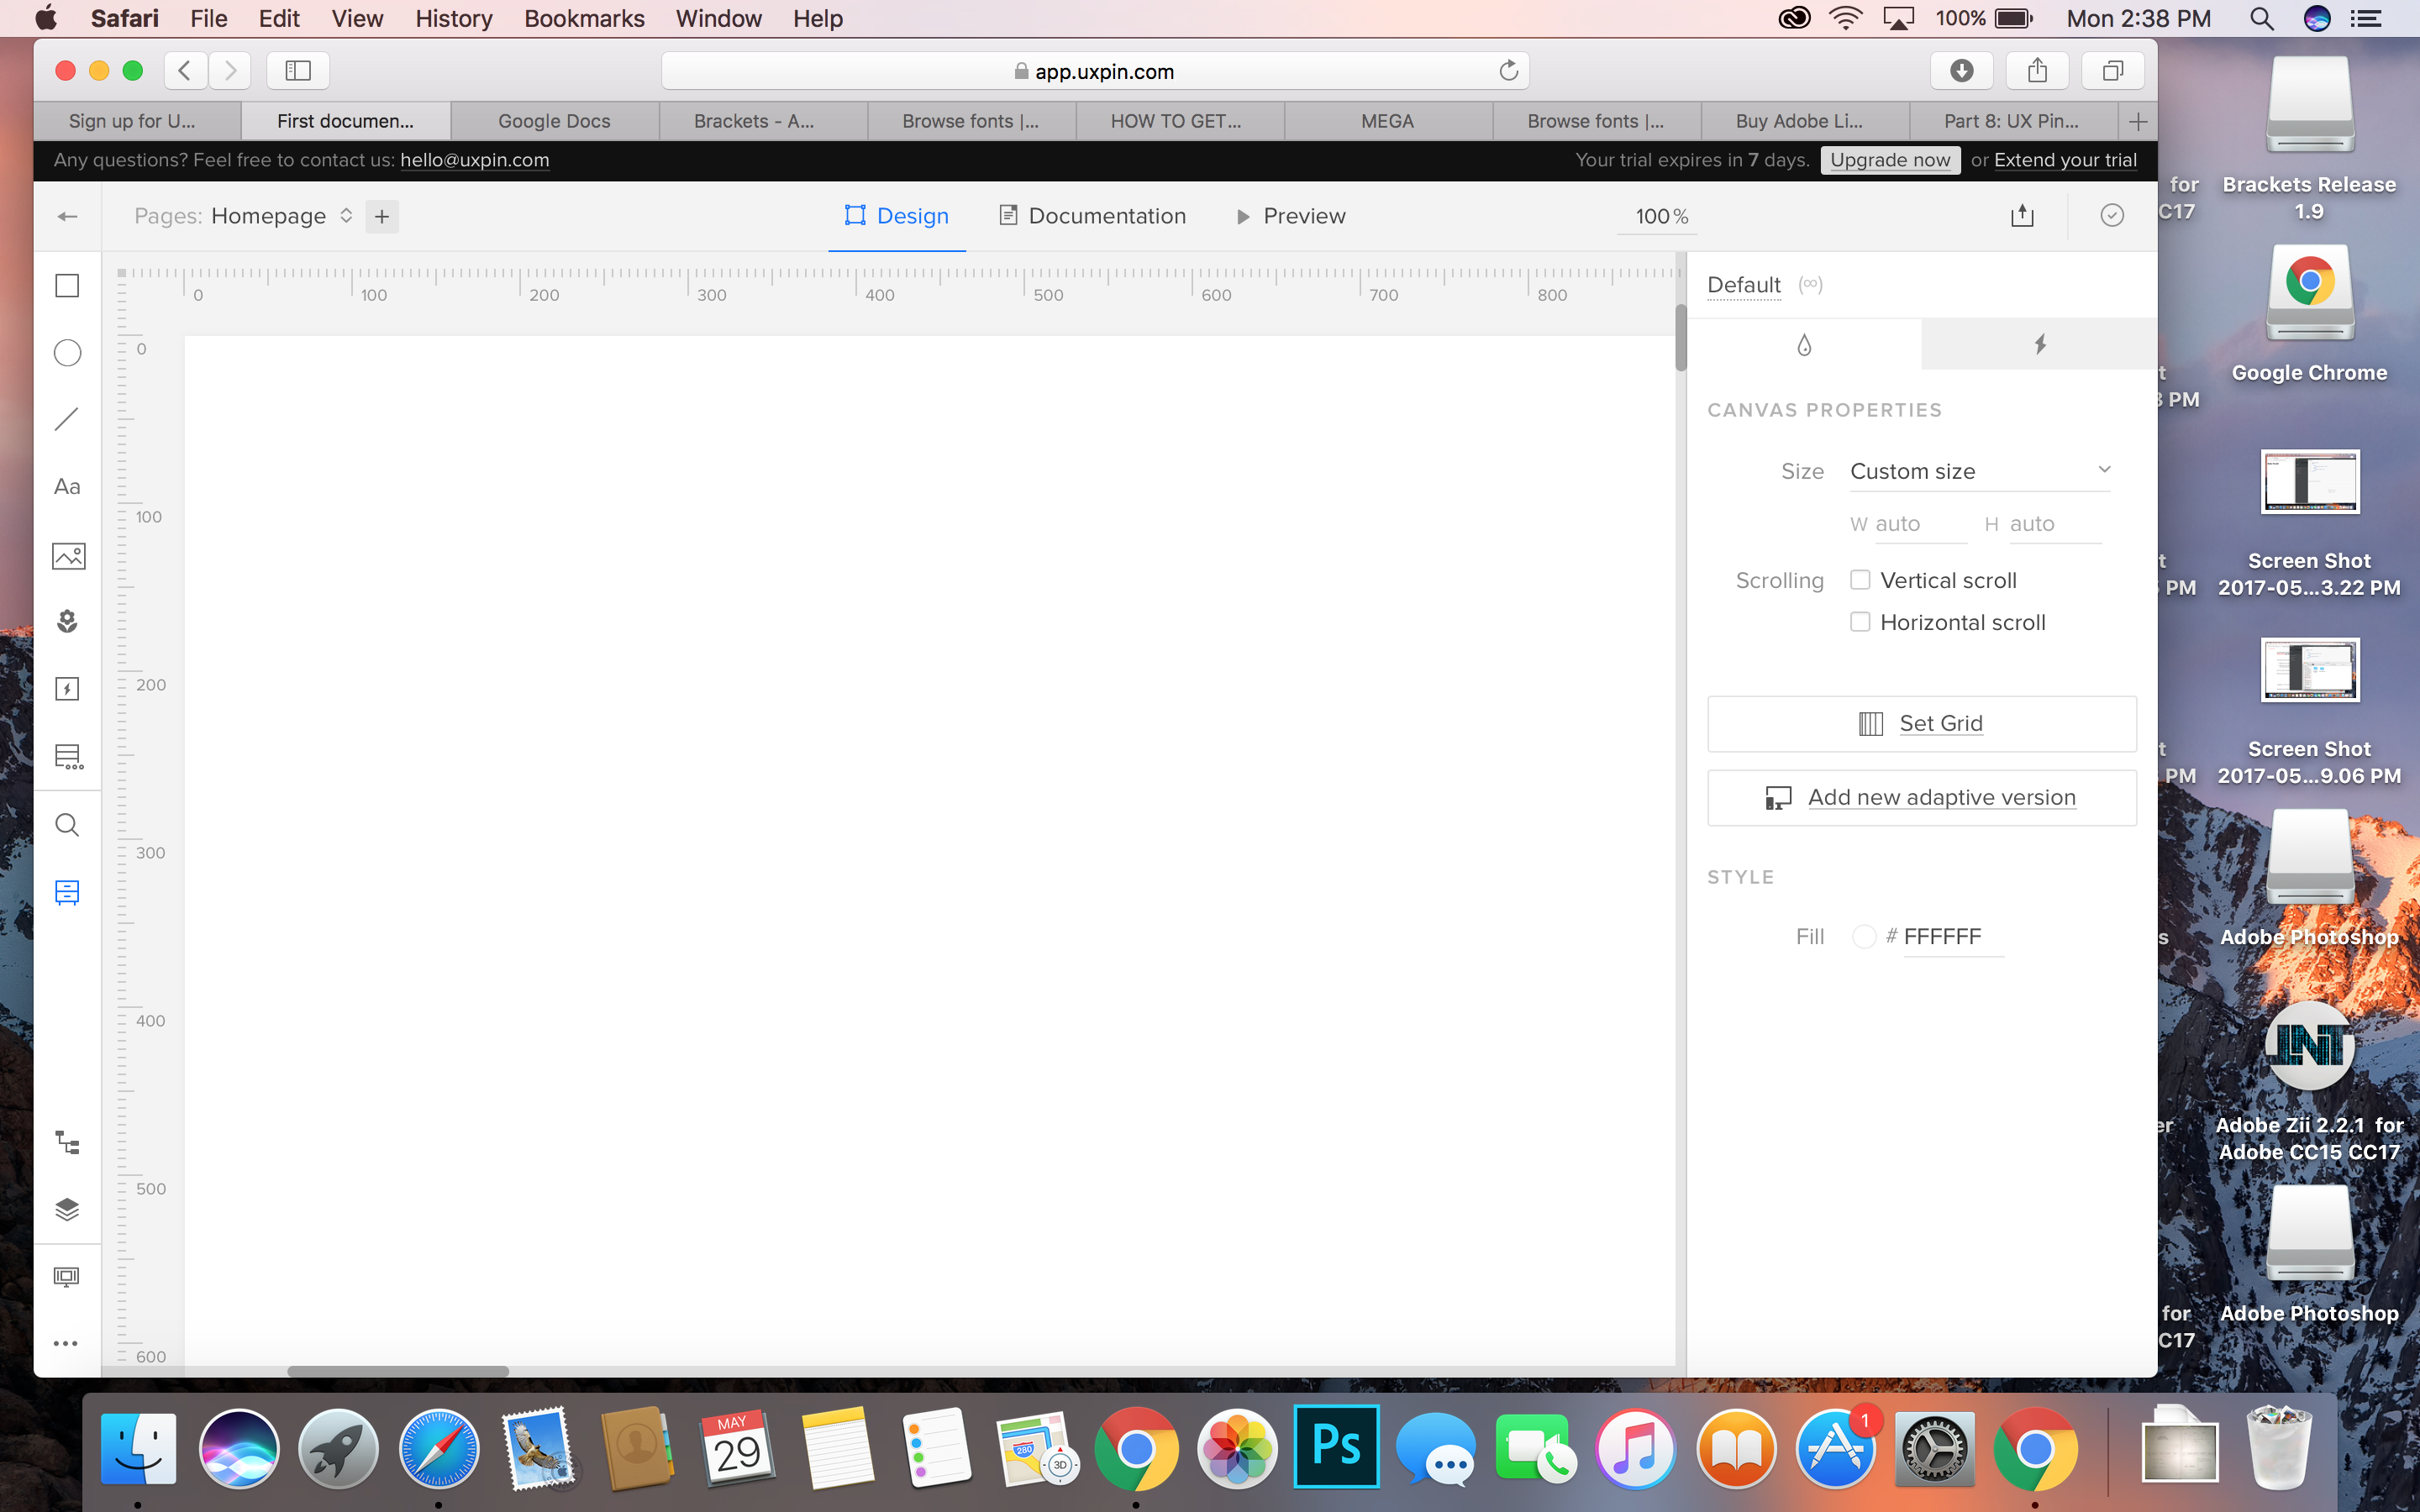 Safari File Edit View History Bookmarks Window Help 100% Mon 2:38 PM
app.uxpin.com
Sign up for U... First documen... Google Docs Brackets - A... Browse fonts |... HOW TO GET... MEGA Browse fonts |... Buy Adobe Li... Part 8: UX Pin...
Any questions? Feel free to contact us: hello@uxpin.com Your trial expires in 7 days. Upgrade now or Extend your trial
Pages: Homepage Design Documentation Preview 100%
0 100 200 300 400 500 600 700 800
0
100
200
300
400
500
600
Aa
Default
CANVAS PROPERTIES
Size Custom size
W auto H auto
Scrolling Vertical scroll
Horizontal scroll
Set Grid
Add new adaptive version
STYLE
Fill # FFFFFF
for
CC17
Brackets Release
1.9
PM
Google Chrome
Screen Shot
2017-05...3.22 PM
PM
Screen Shot
2017-05...9.06 PM
PM
Adobe Photoshop
s
INT
Adobe Zii 2.2.1 for
Adobe CC15 CC17
er
Adobe Photoshop
for
CC17
MAY
29
280
3D
Ps
1